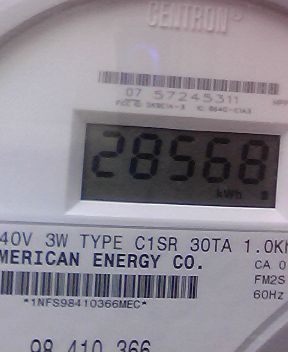 CENTRON®
07 57245311
28568
kWh
40V 3W TYPE C1SR 30TA 1.0Kh
MERICAN ENERGY CO.
CA 0
FM2S
60Hz
*1NFS98410366MEC*
98 410 366